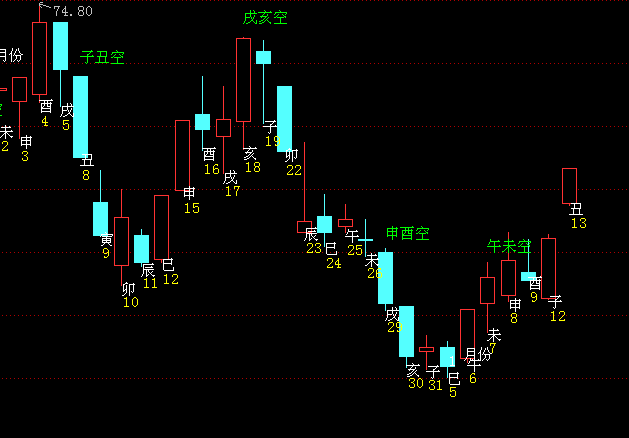 74.80
戌亥空
月份
子丑空
酉
4
戌
5
未
2
申
3
丑
8
寅
9
卯
10
辰
11
巳
12
申
15
酉
16
戌
17
亥
18
子
19
卯
22
辰
23
巳
24
午
25
未
26
申酉空
戌
29
亥
30
子
31
巳
5
月份
午
6
未
7
午未空
申
8
酉
9
子
12
丑
13